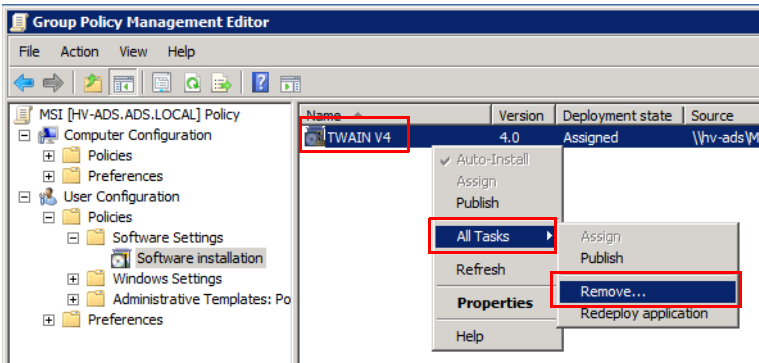 Group Policy Management Editor
File Action View Help
MSI [HV-ADS.ADS.LOCAL] Policy
Computer Configuration
Policies
Preferences
User Configuration
Policies
Software Settings
Software installation
Windows Settings
Administrative Templates: Po
Preferences
Name Version Deployment state Source
TWAIN V4 4.0 Assigned \\hv-ads\M
Auto-Install
Assign
Publish
All Tasks
Refresh
Properties
Help
Assign
Publish
Remove...
Redeploy application